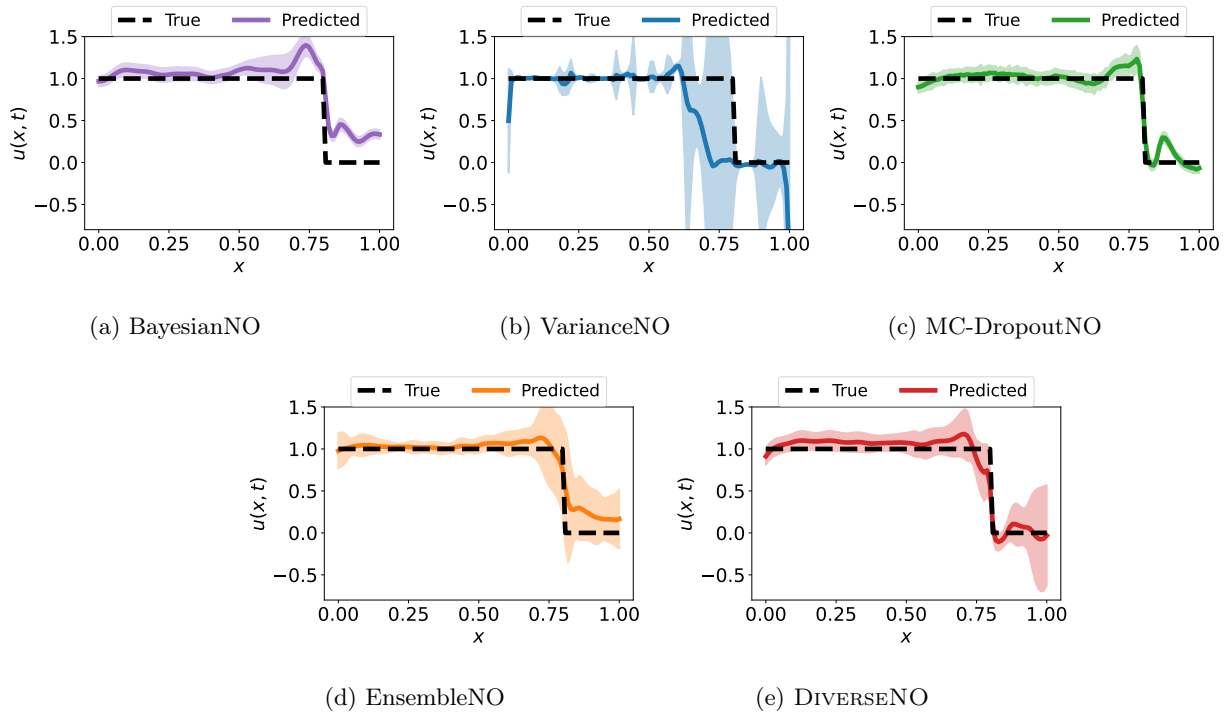 True Predicted
1.5
1.0
0.5
0.0
−0.5
u(x, t)
0.00 0.25 0.50 0.75 1.00
x
(a) BayesianNO
True Predicted
1.5
1.0
0.5
0.0
−0.5
u(x, t)
0.00 0.25 0.50 0.75 1.00
x
(b) VarianceNO
True Predicted
1.5
1.0
0.5
0.0
−0.5
u(x, t)
0.00 0.25 0.50 0.75 1.00
x
(c) MC-DropoutNO
True Predicted
1.5
1.0
0.5
0.0
−0.5
u(x, t)
0.00 0.25 0.50 0.75 1.00
x
(d) EnsembleNO
True Predicted
1.5
1.0
0.5
0.0
−0.5
u(x, t)
0.00 0.25 0.50 0.75 1.00
x
(e) DIVERSENO